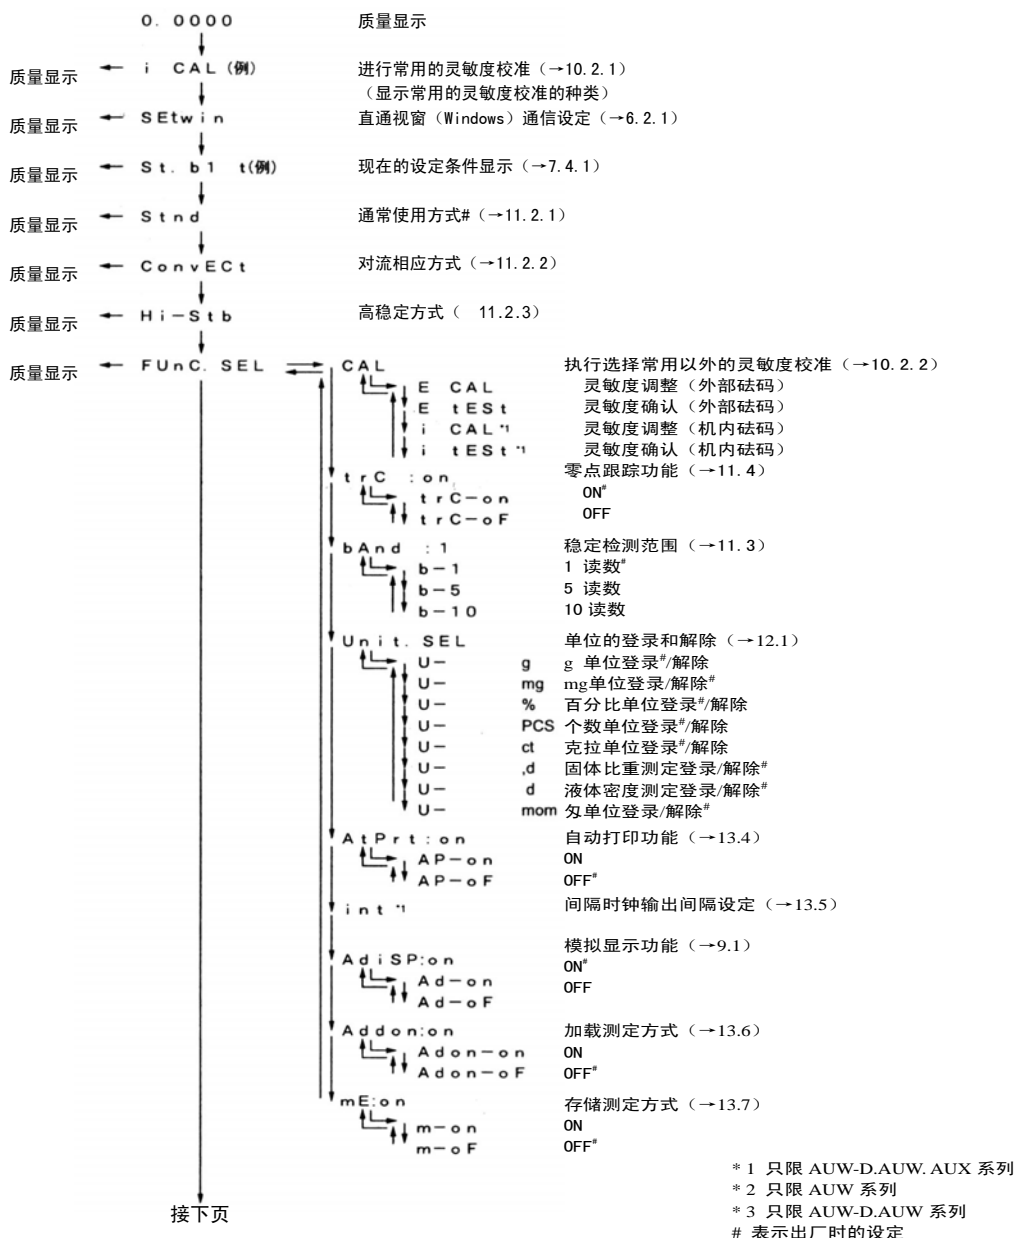 0. 0000 质量显示
质量显示 ← i CAL (例) 进行常用的灵敏度校准（→10.2.1）
（显示常用的灵敏度校准的种类）
质量显示 ← SEtwin 直通视窗（Windows）通信设定（→6.2.1）
质量显示 ← St. b1 t(例) 现在的设定条件显示（→7.4.1）
质量显示 ← Stnd 通常使用方式#（→11.2.1）
质量显示 ← ConvECt 对流相应方式（→11.2.2）
质量显示 ← Hi-Stb 高稳定方式（ 11.2.3）
质量显示 ← FUnC. SEL CAL 执行选择常用以外的灵敏度校准（→10.2.2）
E CAL 灵敏度调整（外部砝码）
E tESt 灵敏度确认（外部砝码）
i CAL*1 灵敏度调整（机内砝码）
i tESt*1 灵敏度确认（机内砝码）
trC :on 零点跟踪功能（→11.4）
trC-on ON#
trC-oF OFF
bAnd :1 稳定检测范围（→11.3）
b-1 1 读数#
b-5 5 读数
b-10 10 读数
Unit. SEL 单位的登录和解除（→12.1）
U- g g 单位登录#/解除
U- mg mg单位登录/解除#
U- % 百分比单位登录#/解除
U- PCS 个数单位登录#/解除
U- ct 克拉单位登录#/解除
U- ,d 固体比重测定登录/解除#
U- d 液体密度测定登录/解除#
U- mom 匁单位登录/解除#
AtPrt:on 自动打印功能（→13.4）
AP-on ON
AP-oF OFF#
int *1 间隔时钟输出间隔设定（→13.5）
AdiSP:on 模拟显示功能（→9.1）
Ad-on ON#
Ad-oF OFF
Addon:on 加载测定方式（→13.6）
Adon-on ON
Adon-oF OFF#
mE:on 存储测定方式（→13.7）
m-on ON
m-oF OFF#
* 1 只限 AUW-D.AUW. AUX 系列
* 2 只限 AUW 系列
* 3 只限 AUW-D.AUW 系列
# 表示出厂时的设定
接下页